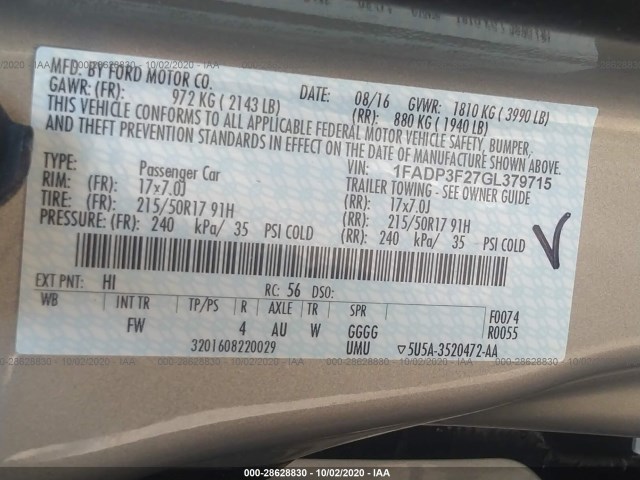 MFD. BY FORD MOTOR CO. DATE: 08/16 GVWR: 1810 KG ( 3990 LB)
GAWR: (FR): 972 KG ( 2143 LB) (RR): 880 KG ( 1940 LB)
THIS VEHICLE CONFORMS TO ALL APPLICABLE FEDERAL MOTOR VEHICLE SAFETY, BUMPER,
AND THEFT PREVENTION STANDARDS IN EFFECT ON THE DATE OF MANUFACTURE SHOWN ABOVE.
VIN: 1FADP3F27GL379715
TYPE: Passenger Car TRAILER TOWING - SEE OWNER GUIDE
RIM: (FR): 17x7.0J (RR): 17x7.0J
TIRE: (FR): 215/50R17 91H (RR): 215/50R17 91H
PRESSURE: (FR): 240 kPa/ 35 PSI COLD (RR): 240 kPa/ 35 PSI COLD
EXT PNT: HI RC: 56 DSO:
WB INT TR TP/PS R AXLE TR SPR F0074
FW 4 AU W GGGG R0055
3201608220029 UMU ▽5U5A-3520472-AA
000-28628830 - 10/02/2020 - IAA